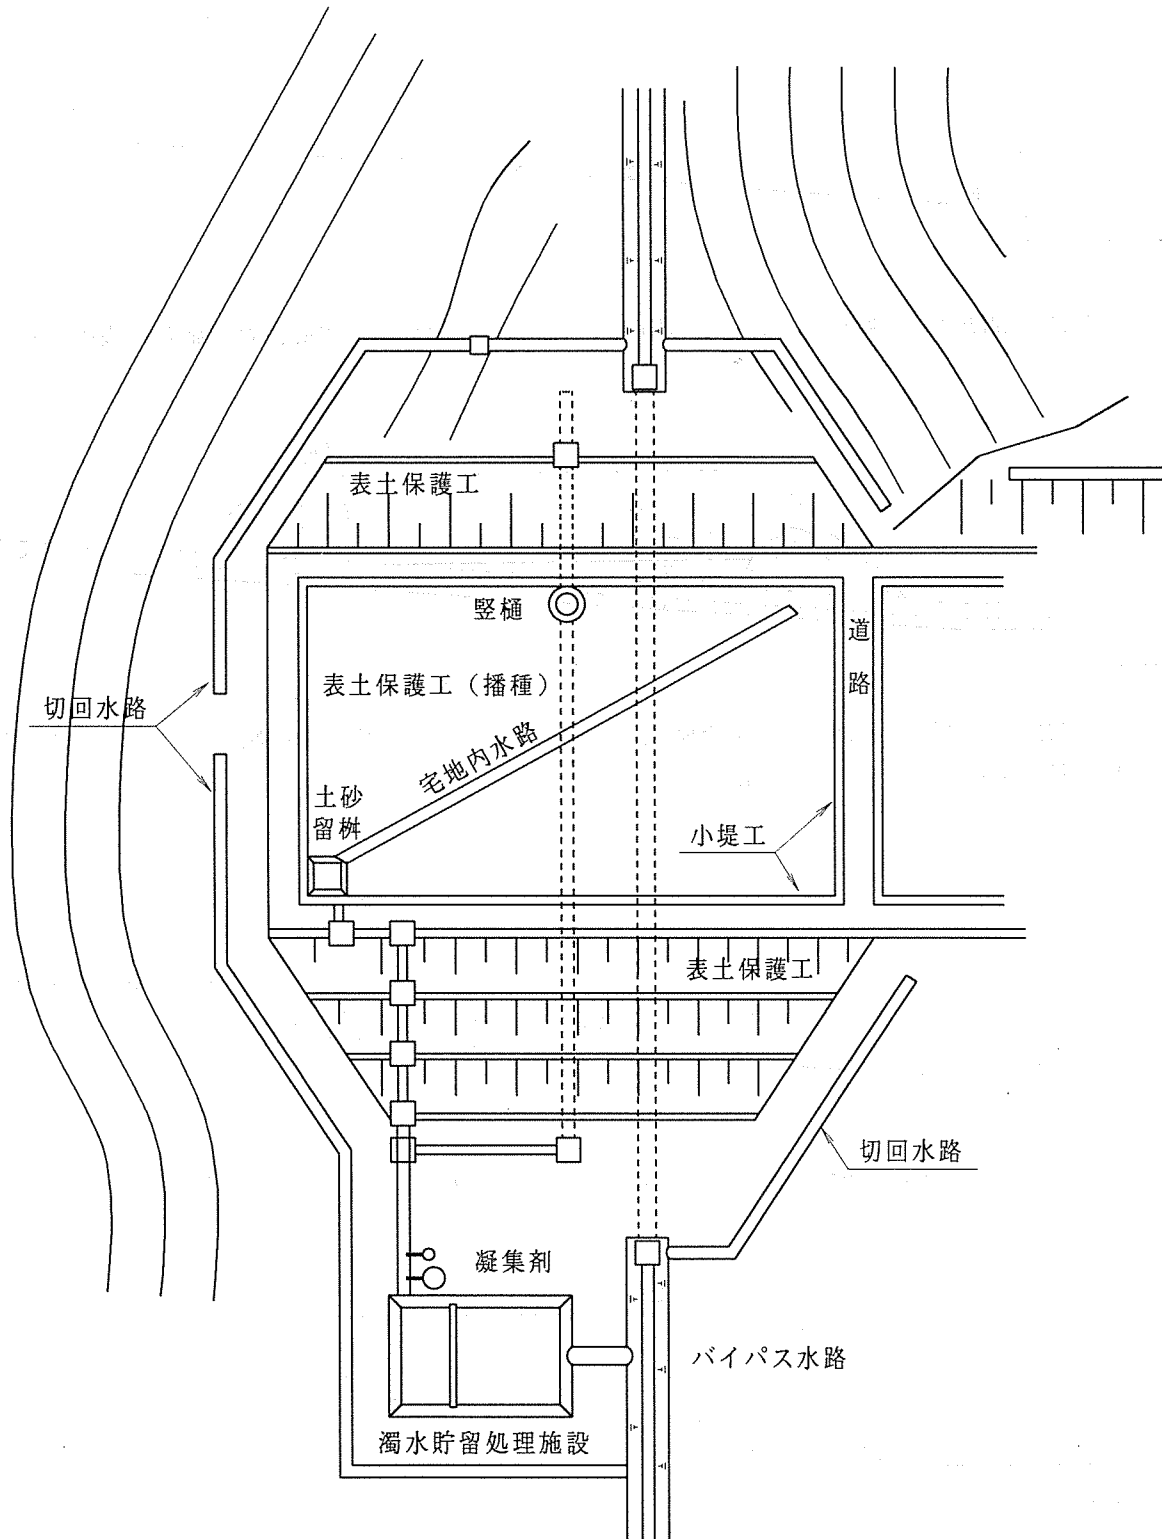 表土保護工
竪樋
道路
表土保護工（播種）
切回水路
宅地内水路
土砂
留桝
小堤工
表土保護工
切回水路
凝集剤
バイパス水路
濁水貯留処理施設